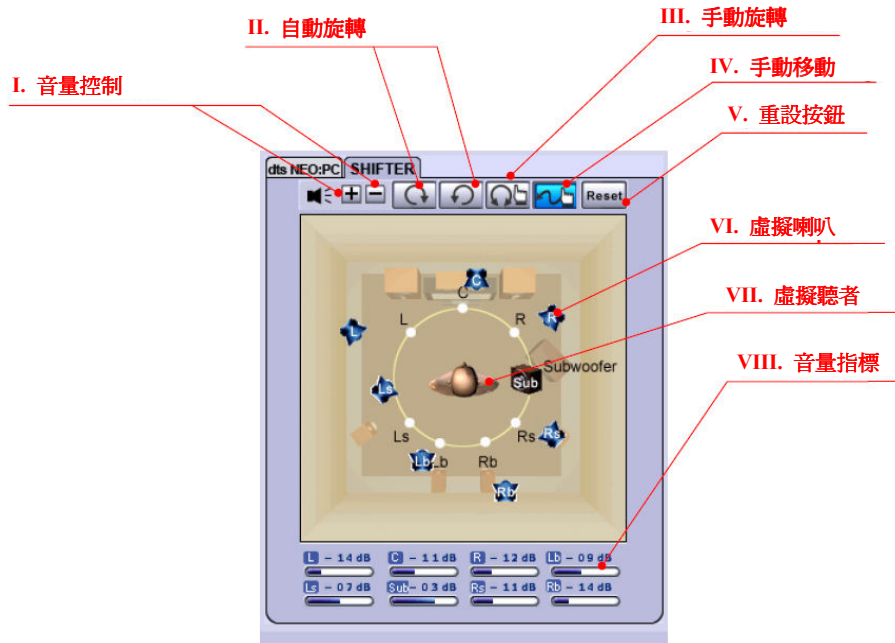 III. 手動旋轉
II. 自動旋轉
IV. 手動移動
I. 音量控制
V. 重設按鈕
dts NEO:PC SHIFTER
+ − Reset
VI. 虛擬喇叭
C
C
L R R
L
VII. 虛擬聽者
Subwoofer
Ls Sub
VIII. 音量指標
Ls Rs Rs
Lb Lb Rb
Rb
L - 14 dB C - 11 dB R - 12 dB Lb - 09 dB
Ls - 07 dB Sub - 03 dB Rs - 11 dB Rb - 14 dB